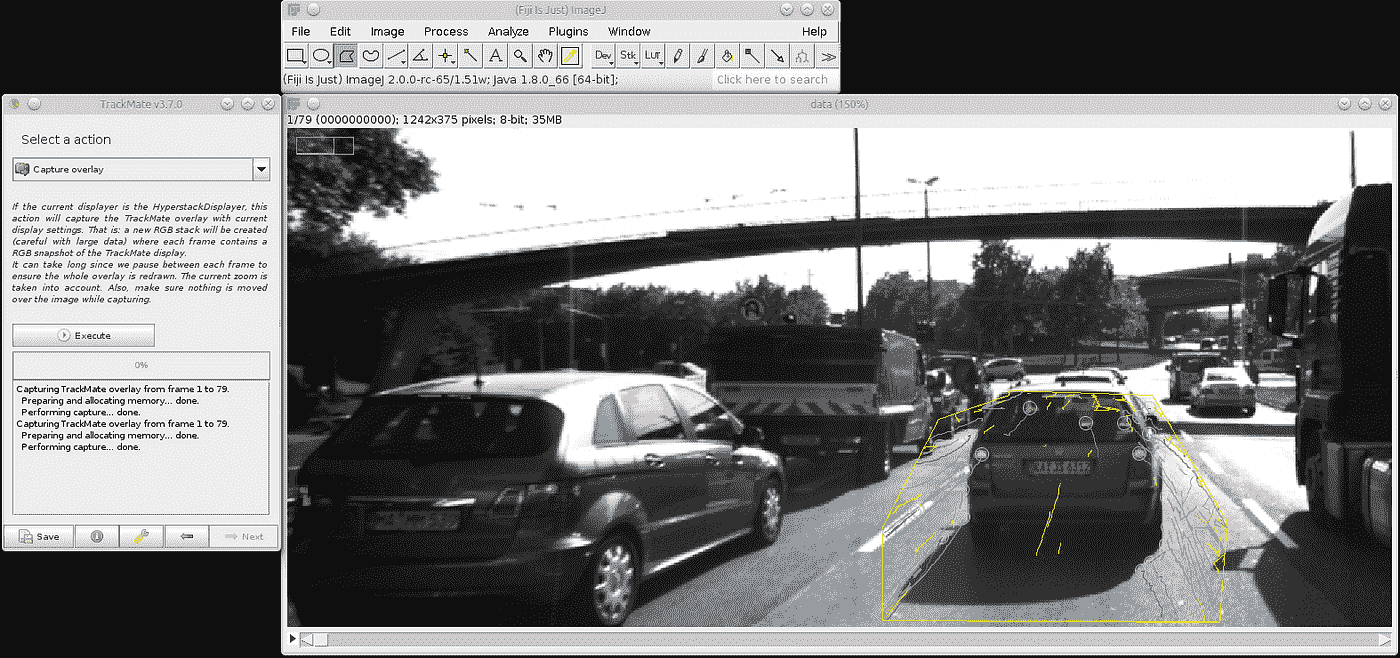 (Fiji Is Just) ImageJ
File Edit Image Process Analyze Plugins Window Help
Dev Stk LUT
(Fiji Is Just) ImageJ 2.0.0-rc-65/1.51w; Java 1.8.0_66 [64-bit];
Click here to search
TrackMate v3.7.0
Select a action
Capture overlay
If the current displayer is the HyperstackDisplayer, this
action will capture the TrackMate overlay with current
display settings. That is: a new RGB stack will be created
(careful with large data) where each frame contains a
RGB snapshot of the TrackMate display.
It can take long since we pause between each frame to
ensure the whole overlay is redrawn. The current zoom is
taken into account. Also, make sure nothing is moved
over the image while capturing.
Execute
0%
Capturing TrackMate overlay from frame 1 to 79.
Preparing and allocating memory... done.
Performing capture... done.
Capturing TrackMate overlay from frame 1 to 79.
Preparing and allocating memory... done.
Performing capture... done.
Save Next
data (150%)
1/79 (0000000000); 1242x375 pixels; 8-bit; 35MB